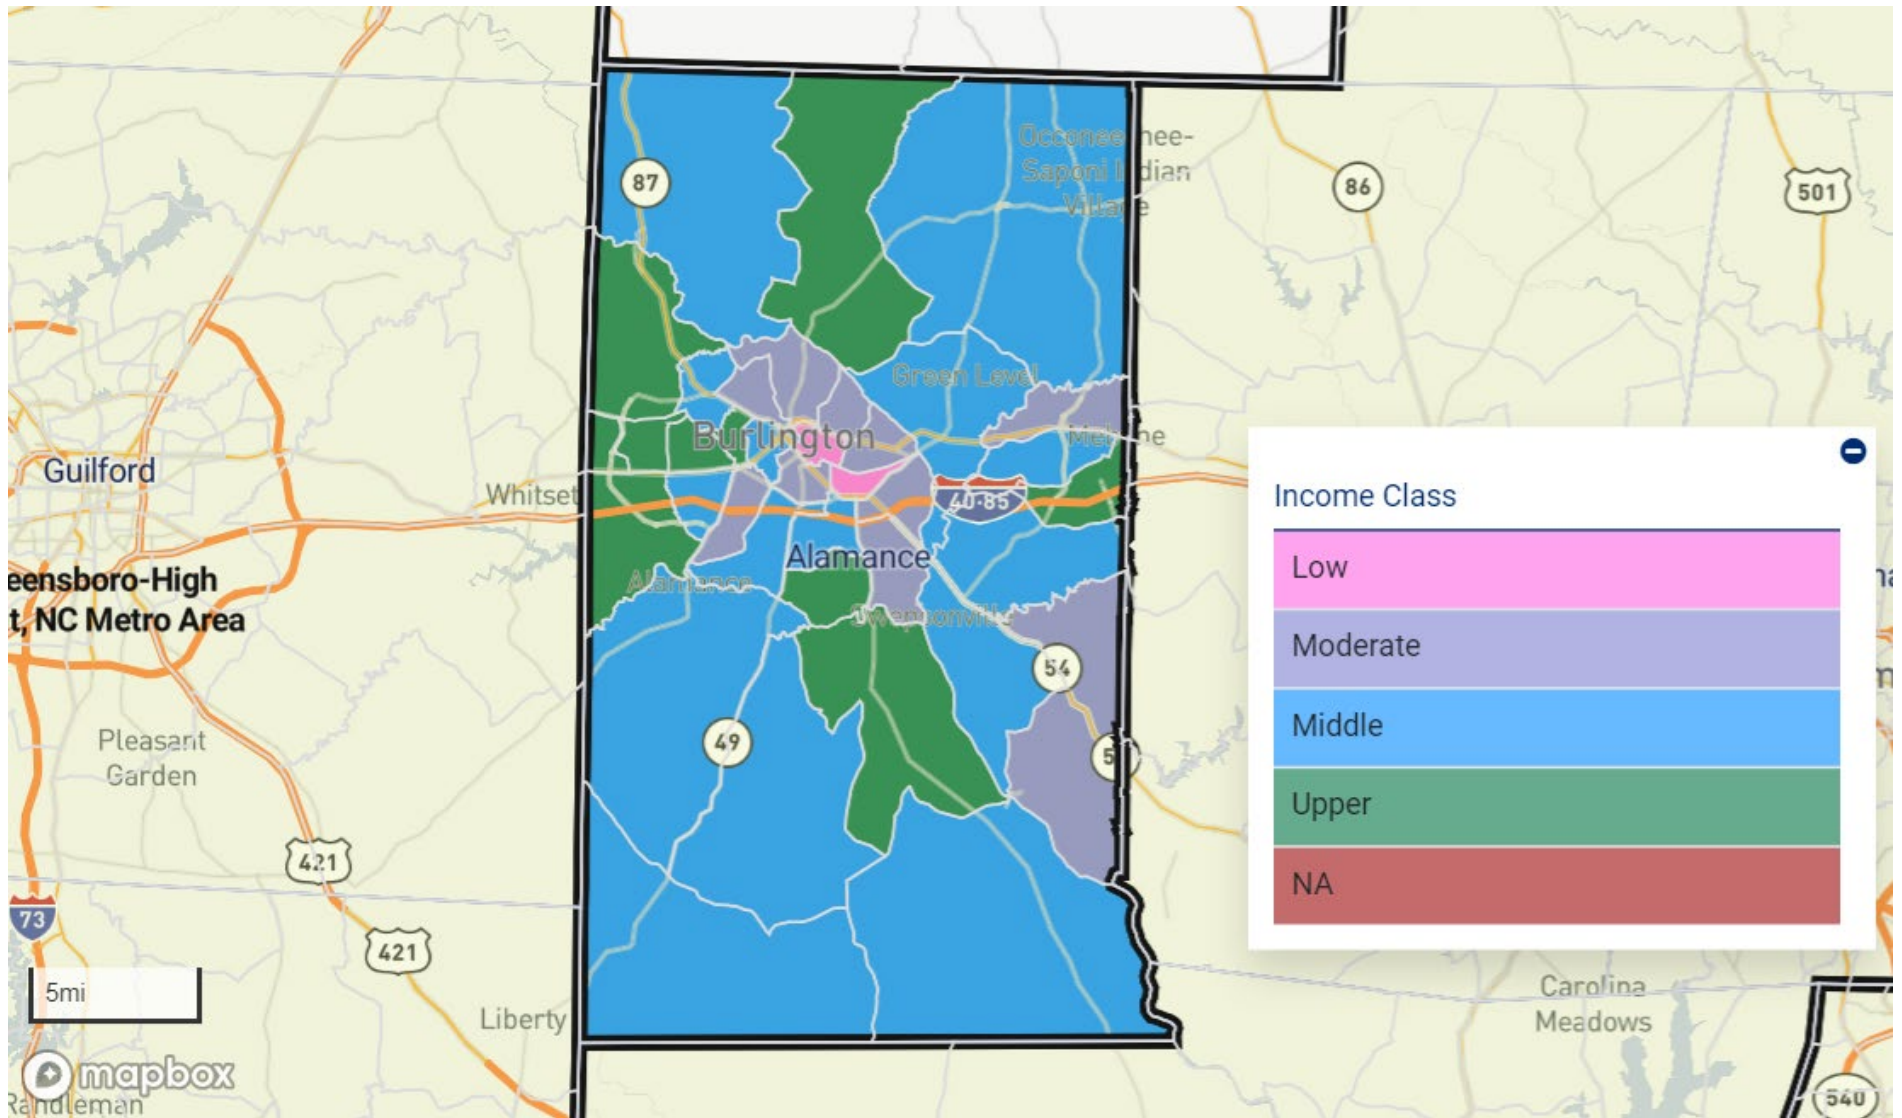 Occoneechee-
Saponi Indian
Village
87
86
501
Green Level
Burlington
Mebane
Guilford
Whitsett
40-85
Alamance
Alamance
Swepsonville
eensboro-High
t, NC Metro Area
54
49
Pleasant
Garden
421
73
421
5mi
Liberty
mapbox
Randleman
Income Class
Low
Moderate
Middle
Upper
NA
Carolina
Meadows
540